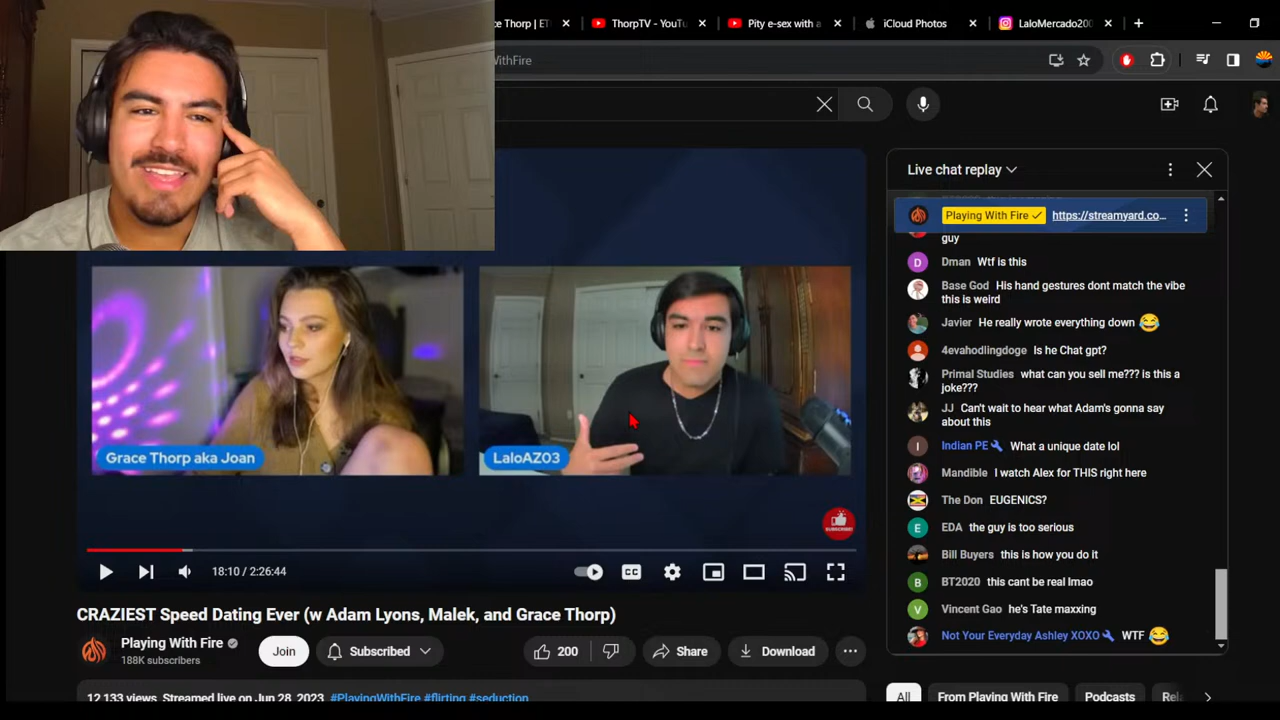 ce Thorp | ET
ThorpTV - YouTu
Pity e-sex with a
iCloud Photos
LaloMercado200
WithFire
Live chat replay
Playing With Fire https://streamyard.co...
guy
Dman Wtf is this
Base God His hand gestures dont match the vibe
this is weird
Javier He really wrote everything down 😂
4evahodlingdoge Is he Chat gpt?
Primal Studies what can you sell me??? is this a
joke???
JJ Can't wait to hear what Adam's gonna say
about this
Indian PE What a unique date lol
Mandible I watch Alex for THIS right here
The Don EUGENICS?
EDA the guy is too serious
Bill Buyers this is how you do it
BT2020 this cant be real lmao
Vincent Gao he's Tate maxxing
Not Your Everyday Ashley XOXO WTF 😂
Grace Thorp aka Joan
LaloAZ03
SUBSCRIBE!
18:10 / 2:26:44
CC
CRAZIEST Speed Dating Ever (w Adam Lyons, Malek, and Grace Thorp)
Playing With Fire
188K subscribers
Join
Subscribed
200
Share
Download
12,133 views Streamed live on Jun 28, 2023 #PlayingWithFire #flirting #seduction
All
From Playing With Fire
Podcasts
Rel